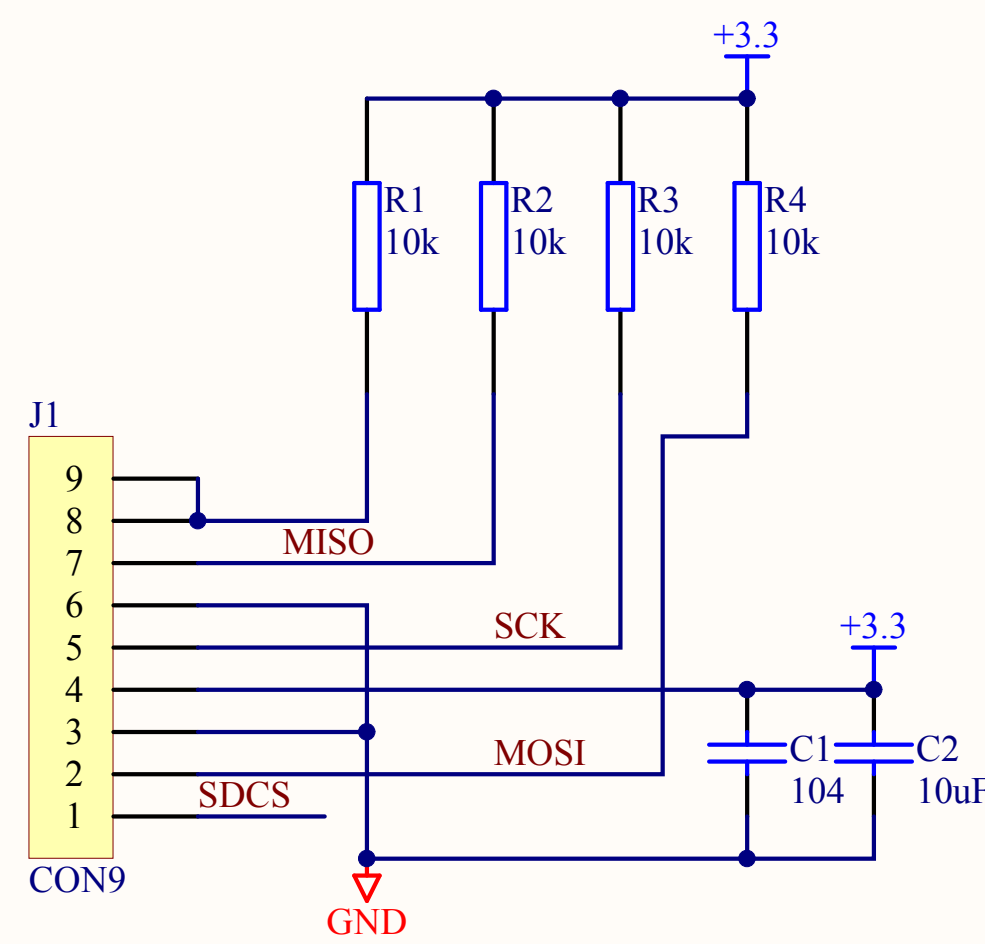 +3.3
R1
10k
R2
10k
R3
10k
R4
10k
J1
9
8
7
6
5
4
3
2
1
CON9
MISO
SCK
MOSI
SDCS
+3.3
C1
104
C2
10uF
GND